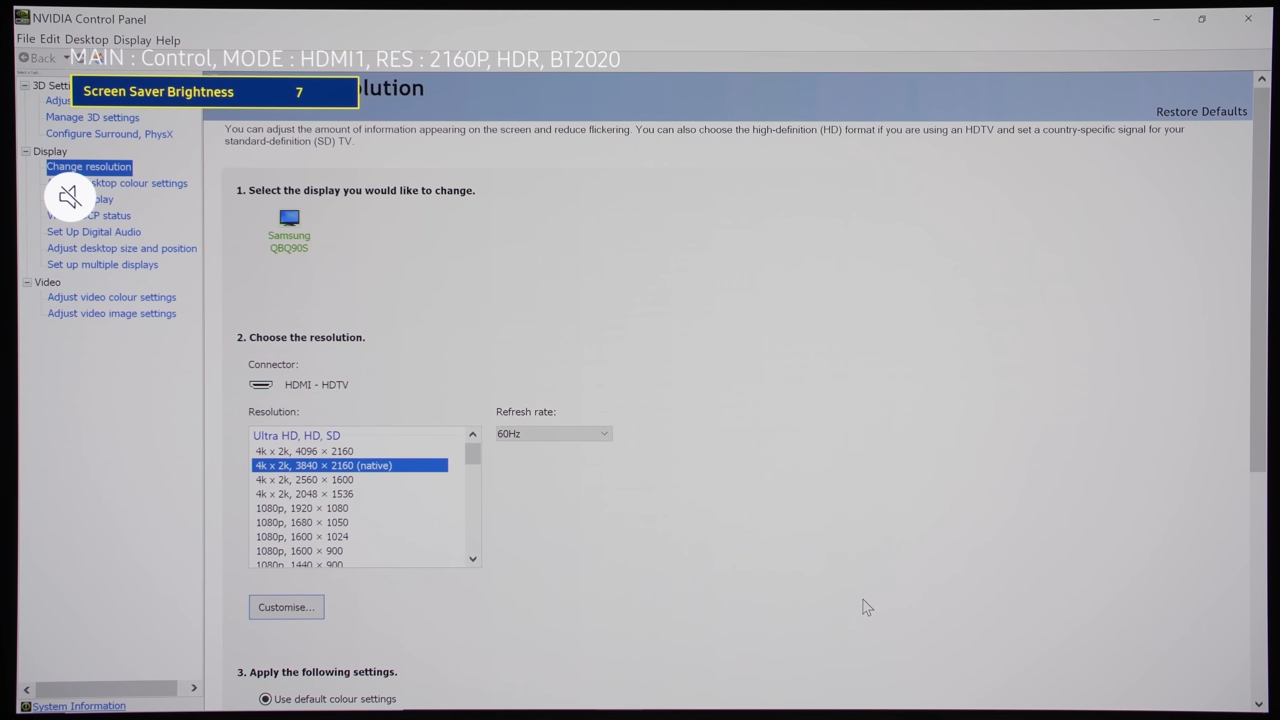 NVIDIA Control Panel
File Edit Desktop Display Help
Back
MAIN : Control, MODE : HDMI1, RES : 2160P, HDR, BT2020
Screen Saver Brightness 7
3D Setti
Adjus
Manage 3D settings
Configure Surround, PhysX
Display
Change resolution
desktop colour settings
play
CP status
Set Up Digital Audio
Adjust desktop size and position
Set up multiple displays
Video
Adjust video colour settings
Adjust video image settings
System Information
olution
Restore Defaults
You can adjust the amount of information appearing on the screen and reduce flickering. You can also choose the high-definition (HD) format if you are using an HDTV and set a country-specific signal for your
standard-definition (SD) TV.
1. Select the display you would like to change.
Samsung
QBQ90S
2. Choose the resolution.
Connector:
HDMI - HDTV
Resolution:
Refresh rate:
Ultra HD, HD, SD
60Hz
4k x 2k, 4096 × 2160
4k x 2k, 3840 × 2160 (native)
4k x 2k, 2560 × 1600
4k x 2k, 2048 × 1536
1080p, 1920 × 1080
1080p, 1680 × 1050
1080p, 1600 × 1024
1080p, 1600 × 900
1080p, 1440 × 900
Customise...
3. Apply the following settings.
Use default colour settings